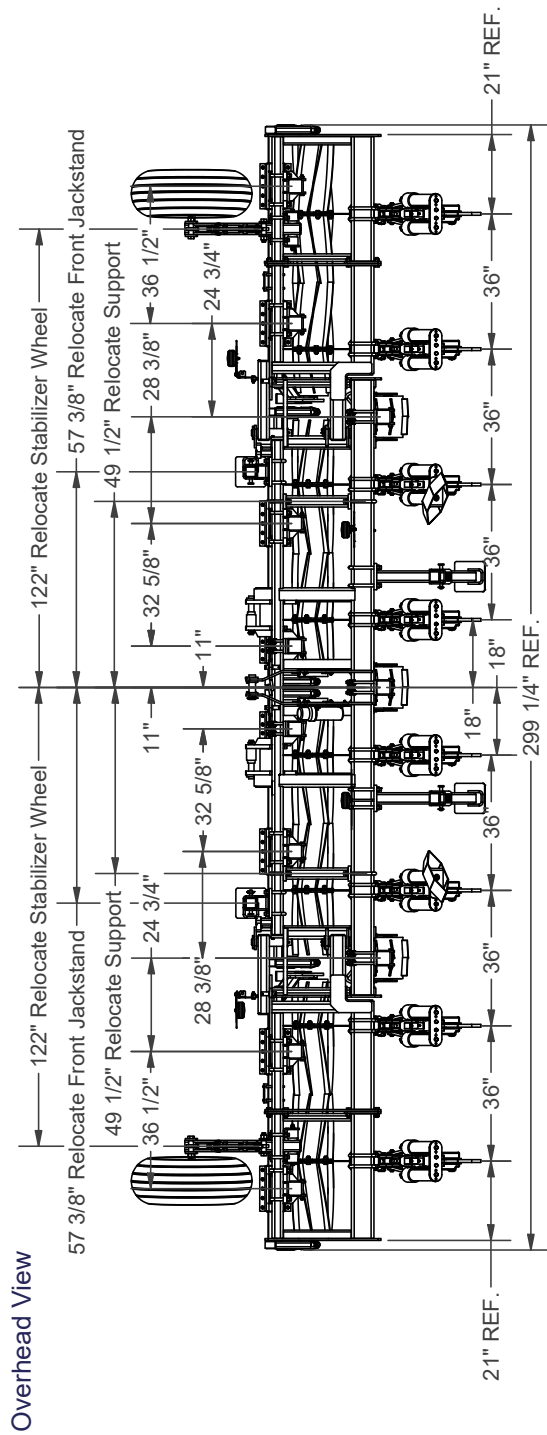 Overhead View
122" Relocate Stabilizer Wheel
122" Relocate Stabilizer Wheel
57 3/8" Relocate Front Jackstand
57 3/8" Relocate Front Jackstand
49 1/2" Relocate Support
49 1/2" Relocate Support
36 1/2"
24 3/4"
28 3/8"
32 5/8"
11"
11"
32 5/8"
28 3/8"
24 3/4"
36 1/2"
21" REF.
36"
36"
36"
18"
18"
36"
36"
36"
21" REF.
299 1/4" REF.